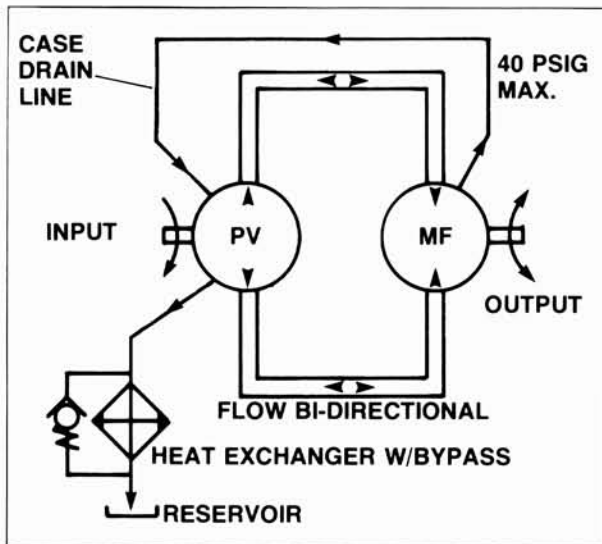 CASE
DRAIN
LINE
40 PSIG
MAX.
INPUT
PV
MF
OUTPUT
FLOW BI-DIRECTIONAL
HEAT EXCHANGER W/BYPASS
RESERVOIR